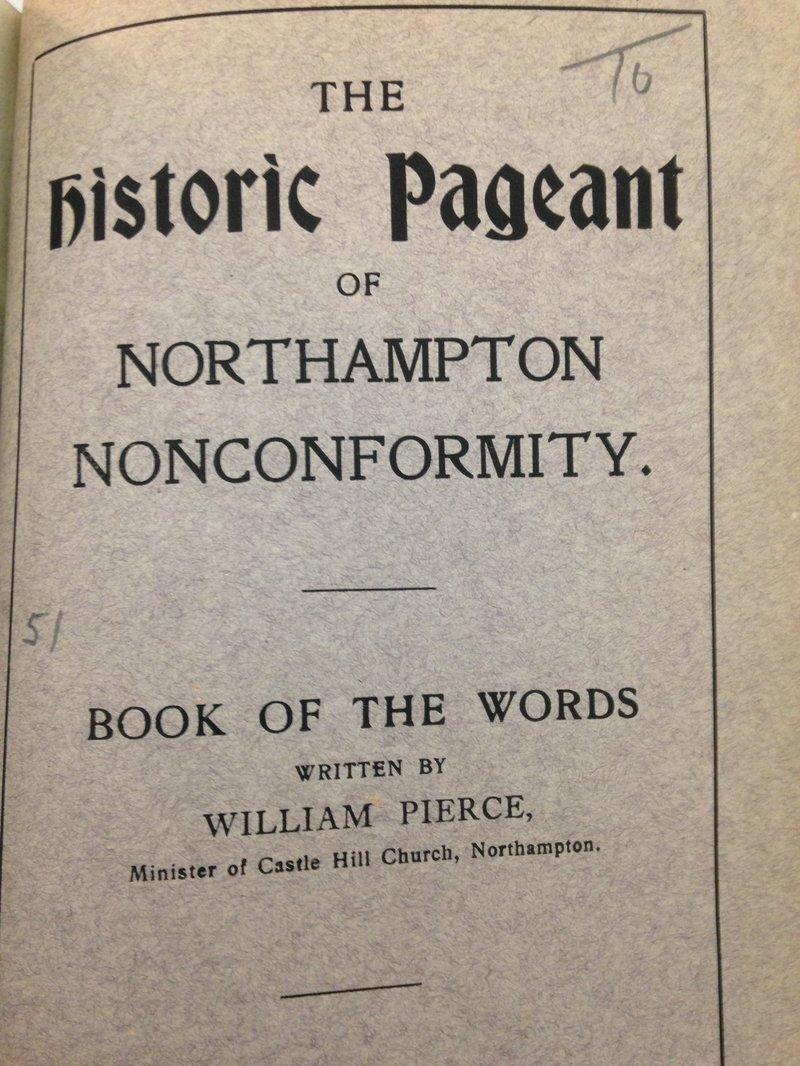 THE
Historic Pageant
OF
NORTHAMPTON
NONCONFORMITY.
51
BOOK OF THE WORDS
WRITTEN BY
WILLIAM PIERCE,
Minister of Castle Hill Church, Northampton.